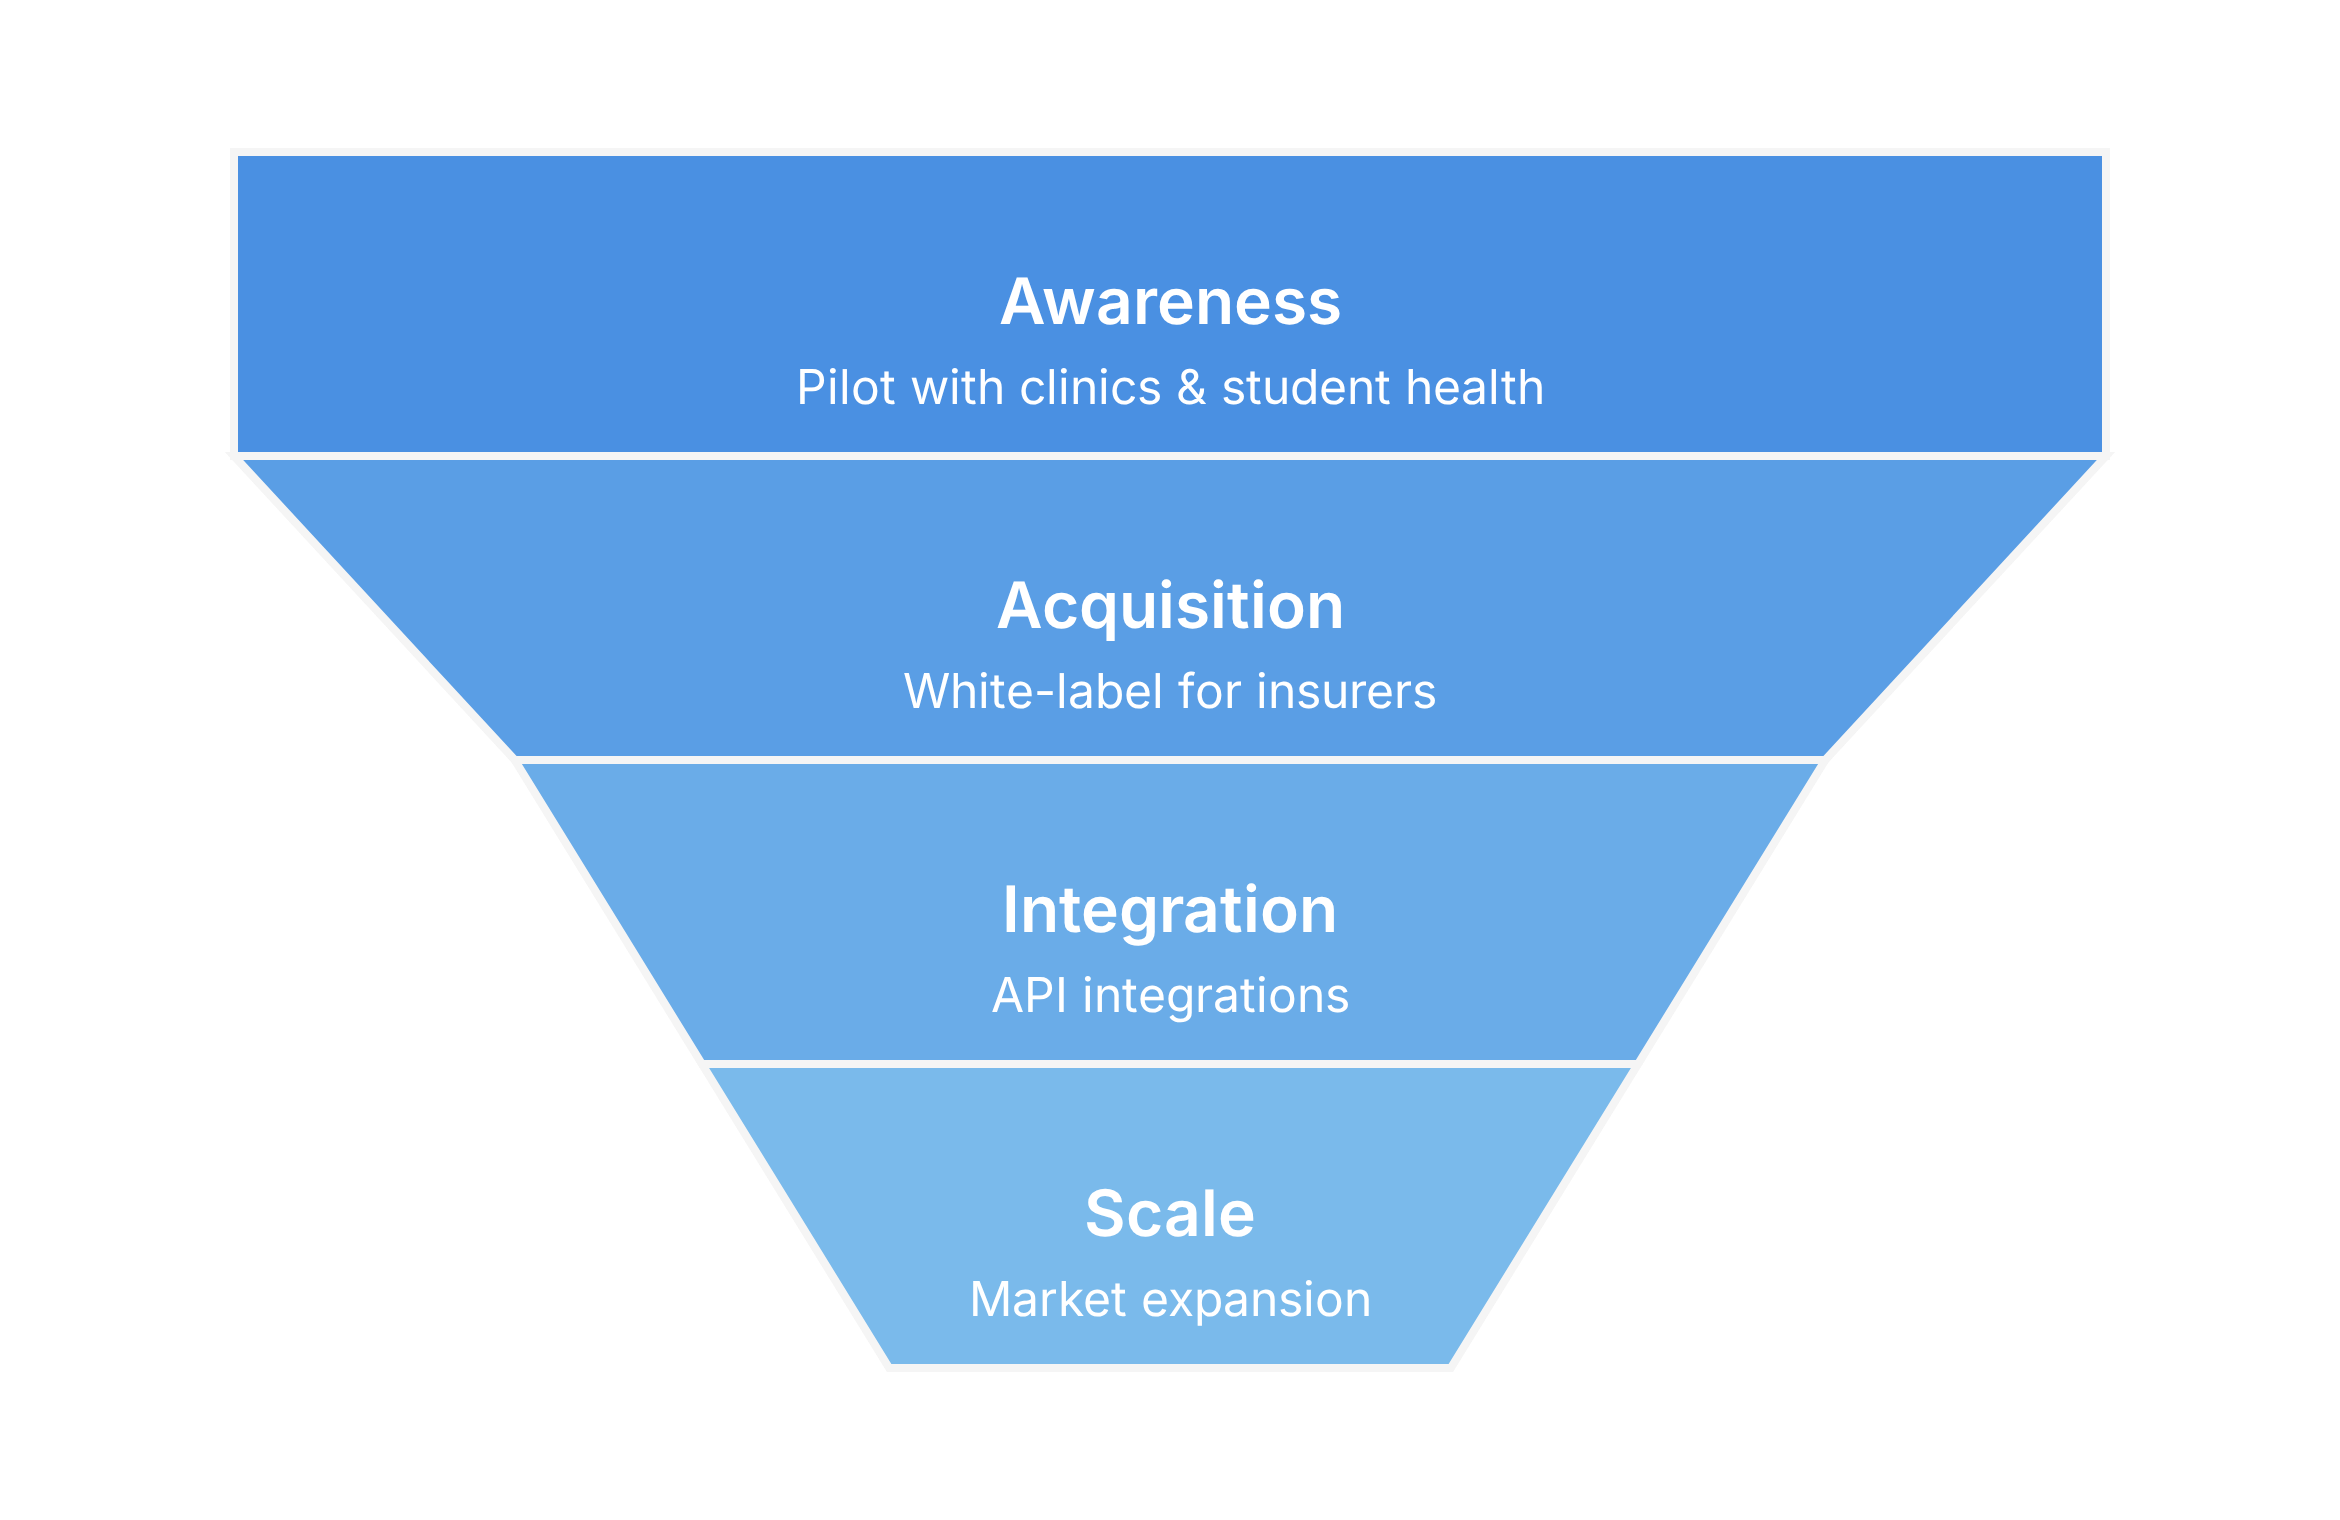 Awareness
Pilot with clinics & student health
Acquisition
White-label for insurers
Integration
API integrations
Scale
Market expansion